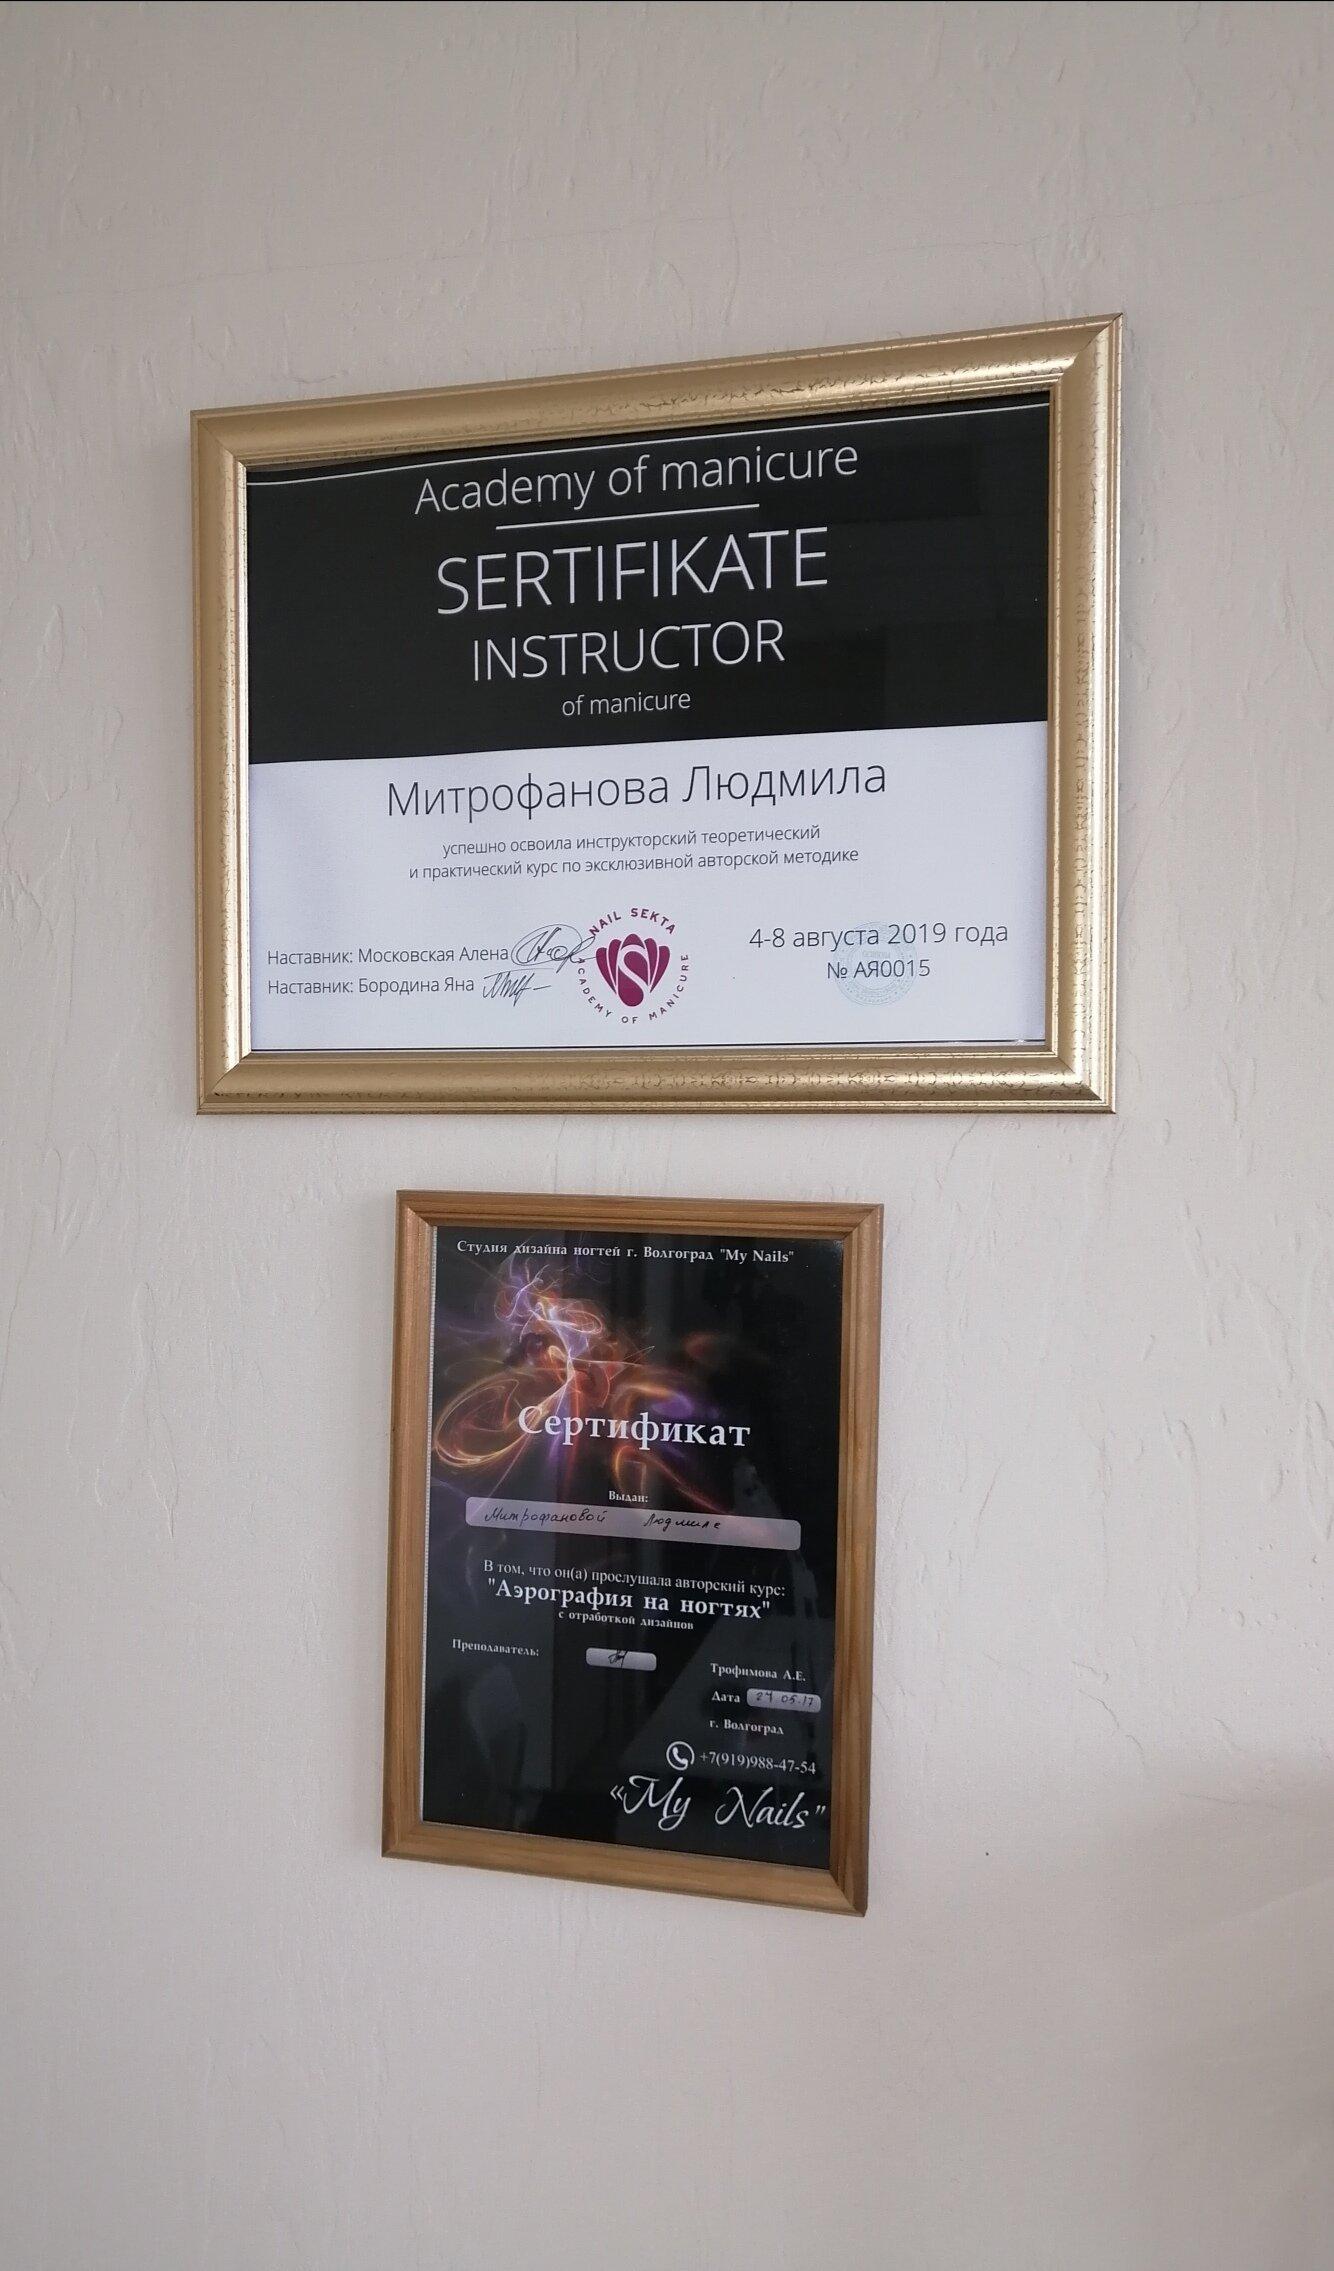 Academy of manicure
SERTIFIKATE
INSTRUCTOR
of manicure
Митрофанова Людмила
успешно освоила инструкторский теоретический
и практический курс по эксклюзивной авторской методике
Наставник: Московская Алена
Наставник: Бородина Яна
NAIL SEKTA
ACADEMY OF MANICURE
4-8 августа 2019 года
№ АЯ0015
Студия дизайна ногтей г. Волгоград "My Nails"
Сертификат
Выдан:
Митрофановой Людмиле
В том, что он(а) прослушала авторский курс:
"Аэрография на ногтях"
с отработкой дизайнов
Преподаватель:
Трофимова А.Е.
Дата 24 05.17
г. Волгоград
+7(919)988-47-54
«My Nails"